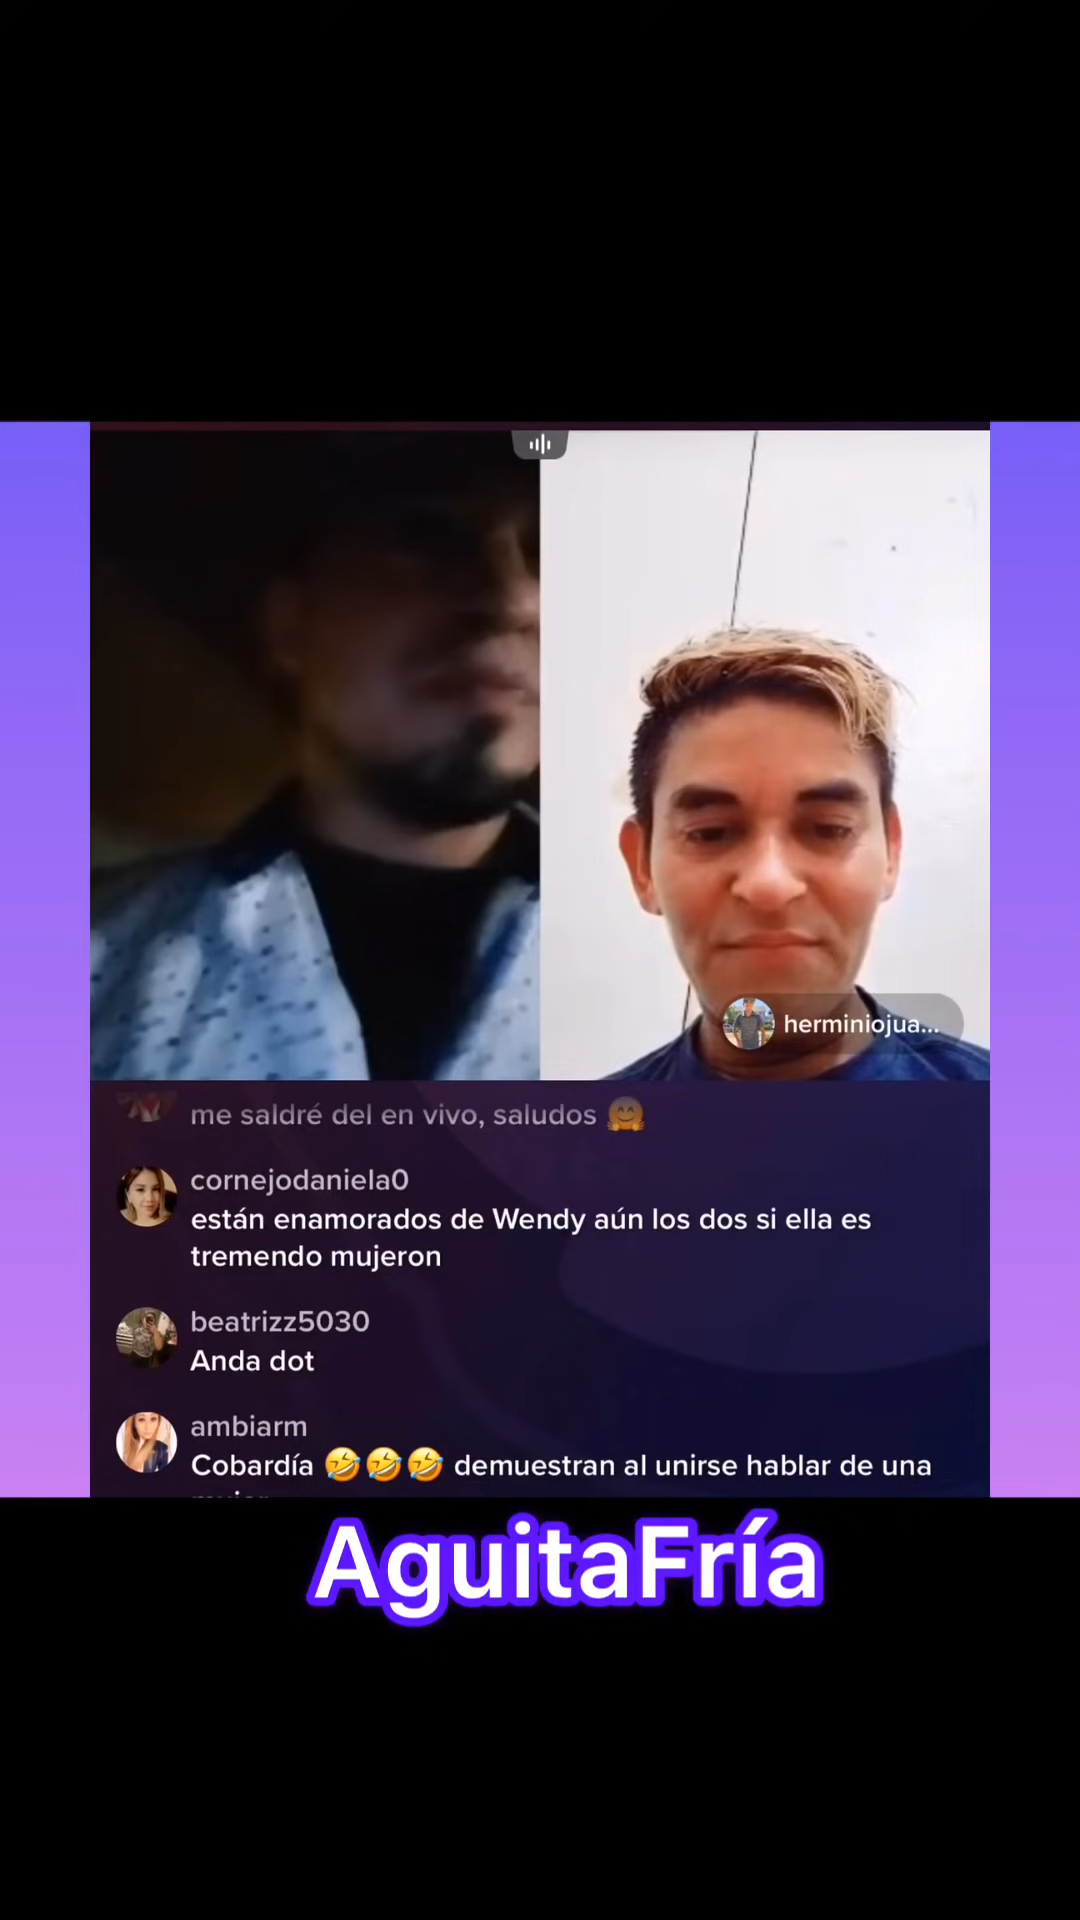 herminiojua...
me saldré del en vivo, saludos 🤗
cornejodaniela0
están enamorados de Wendy aún los dos si ella es
tremendo mujeron
beatrizz5030
Anda dot
ambiarm
Cobardía 🤣🤣🤣 demuestran al unirse hablar de una
AguitaFría